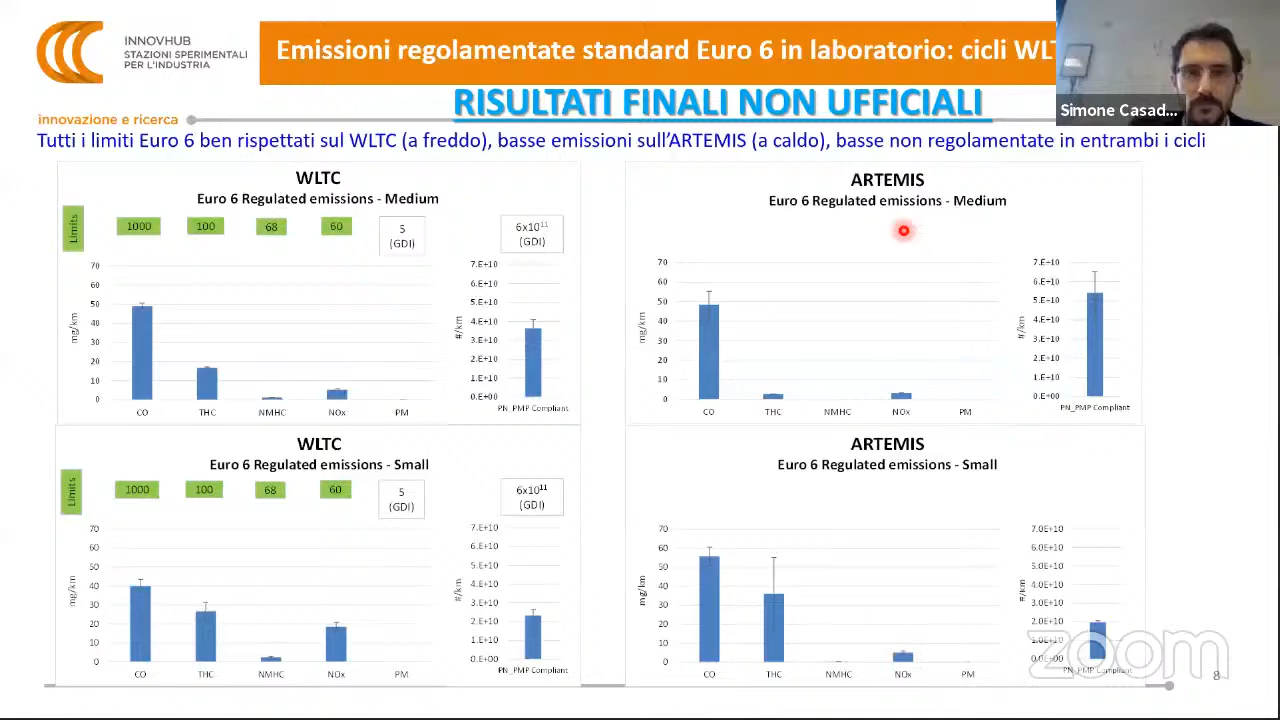 INNOVHUB
STAZIONI SPERIMENTALI
PER L'INDUSTRIA
innovazione e ricerca
Emissioni regolamentate standard Euro 6 in laboratorio: cicli WLT
RISULTATI FINALI NON UFFICIALI
Simone Casad...
Tutti i limiti Euro 6 ben rispettati sul WLTC (a freddo), basse emissioni sull'ARTEMIS (a caldo), basse non regolamentate in entrambi i cicli
WLTC
Euro 6 Regulated emissions - Medium
Limits
1000
100
68
60
5
(GDI)
6x10¹¹
(GDI)
70
60
50
40
30
20
10
0
mg/km
CO
THC
NMHC
NOx
PM
7.E+10
6.E+10
5.E+10
4.E+10
3.E+10
2.E+10
1.E+10
0.E+00
#/km
PN_PMP Compliant
ARTEMIS
Euro 6 Regulated emissions - Medium
70
60
50
40
30
20
10
0
mg/km
CO
THC
NMHC
NOx
PM
7.E+10
6.E+10
5.E+10
4.E+10
3.E+10
2.E+10
1.E+10
0.E+00
#/km
PN_PMP Compliant
WLTC
Euro 6 Regulated emissions - Small
Limits
1000
100
68
60
5
(GDI)
6x10¹¹
(GDI)
70
60
50
40
30
20
10
0
mg/km
CO
THC
NMHC
NOx
PM
7.E+10
6.E+10
5.E+10
4.E+10
3.E+10
2.E+10
1.E+10
0.E+00
#/km
PN_PMP Compliant
ARTEMIS
Euro 6 Regulated emissions - Small
70
60
50
40
30
20
10
0
mg/km
CO
THC
NMHC
NOx
PM
7.0E+10
6.0E+10
5.0E+10
4.0E+10
3.0E+10
2.0E+10
1.0E+10
0.0E+00
#/km
PN_PMP Compliant
zoom
8